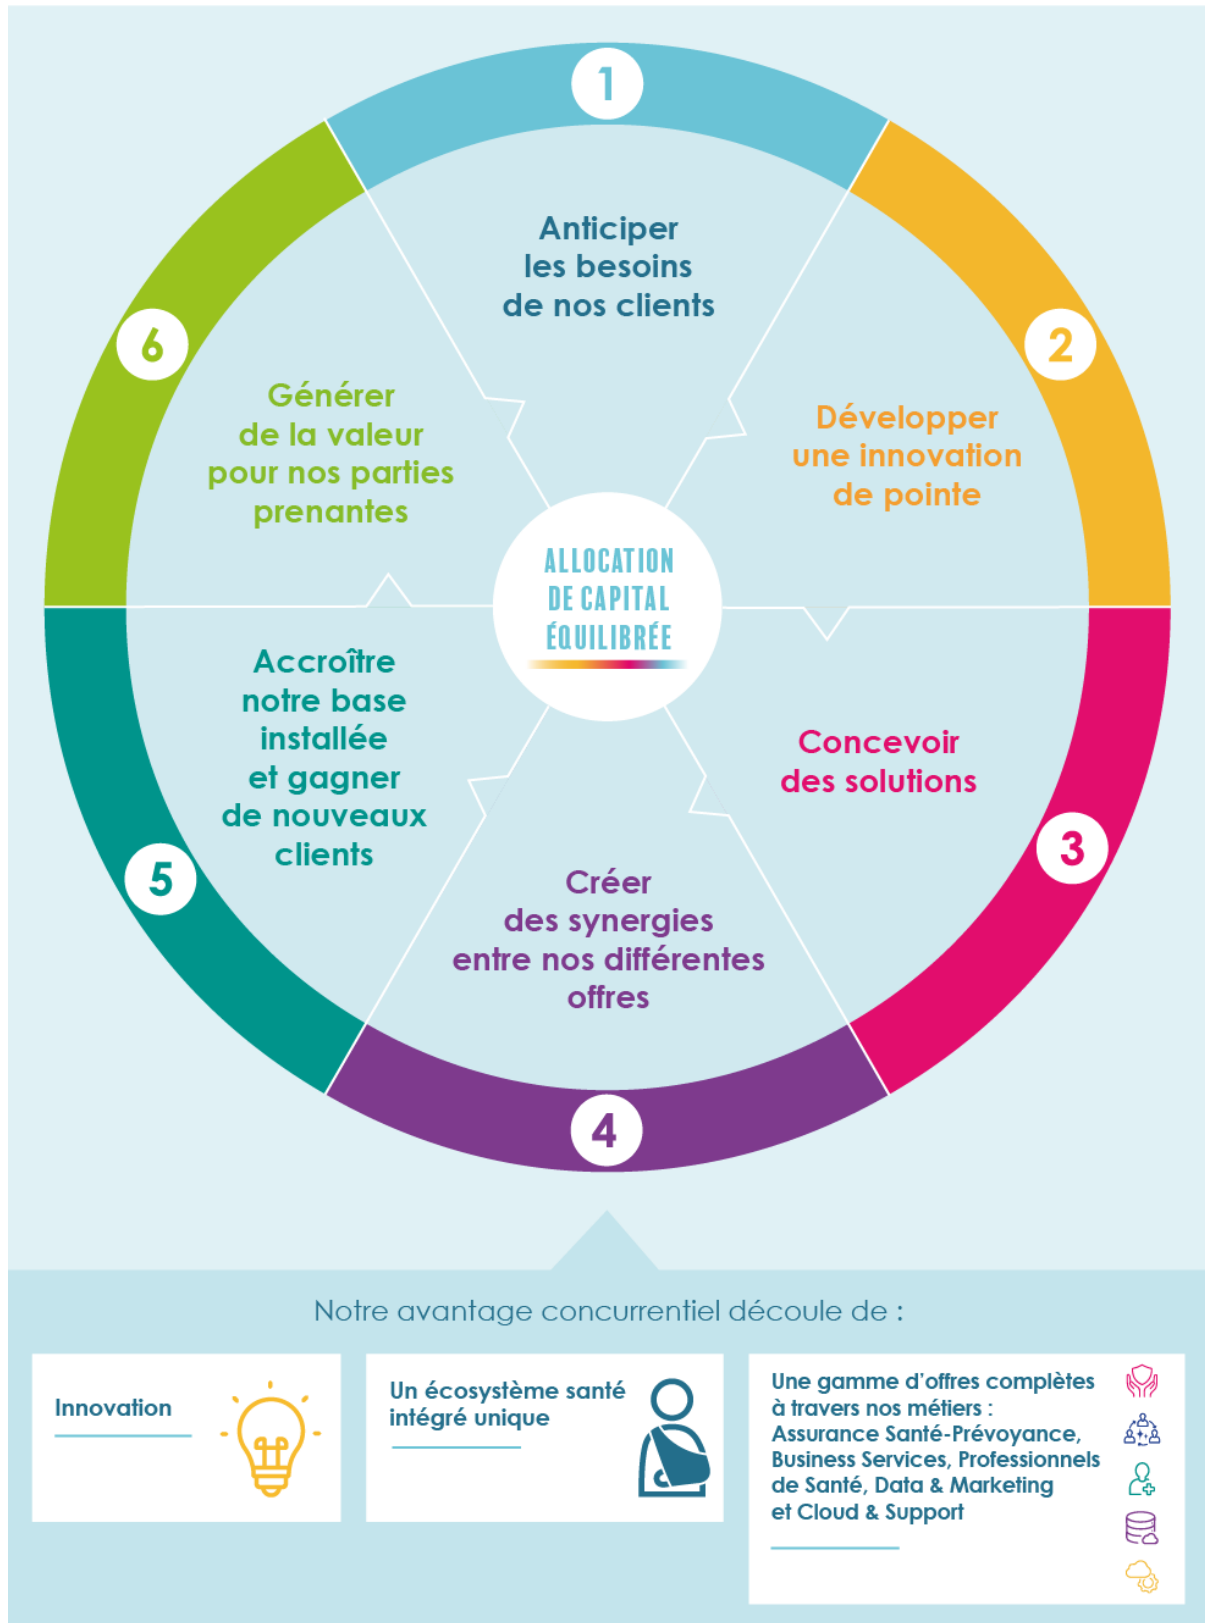 1
Anticiper
les besoins
de nos clients
2
Développer
une innovation
de pointe
3
Concevoir
des solutions
4
Créer
des synergies
entre nos différentes
offres
5
Accroître
notre base
installée
et gagner
de nouveaux
clients
6
Générer
de la valeur
pour nos parties
prenantes
ALLOCATION
DE CAPITAL
ÉQUILIBRÉE
Notre avantage concurrentiel découle de :
Innovation
Un écosystème santé
intégré unique
Une gamme d’offres complètes
à travers nos métiers :
Assurance Santé-Prévoyance,
Business Services, Professionnels
de Santé, Data & Marketing
et Cloud & Support